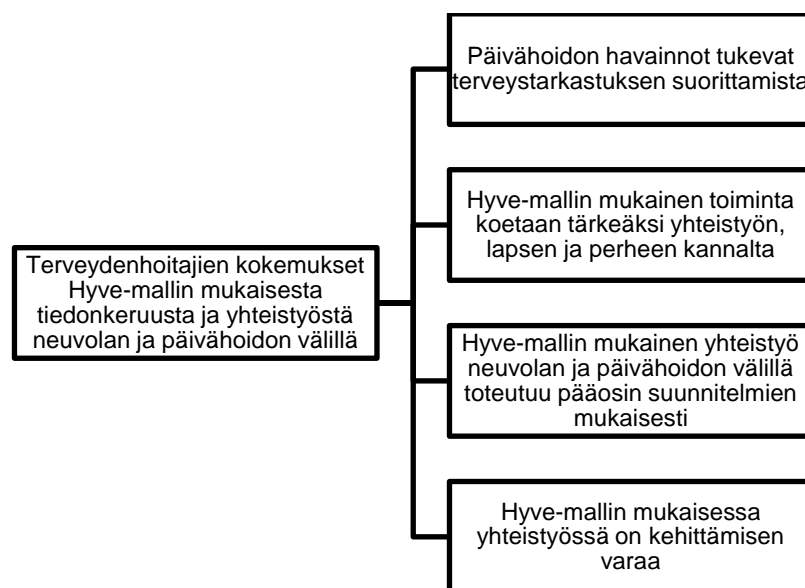 Päivähoidon havainnot tukevat
terveystarkastuksen suorittamista
Hyve-mallin mukainen toiminta
koetaan tärkeäksi yhteistyön,
lapsen ja perheen kannalta
Terveydenhoitajien kokemukset
Hyve-mallin mukaisesta
tiedonkeruusta ja yhteistyöstä
neuvolan ja päivähoidon välillä
Hyve-mallin mukainen yhteistyö
neuvolan ja päivähoidon välillä
toteutuu pääosin suunnitelmien
mukaisesti
Hyve-mallin mukaisessa
yhteistyössä on kehittämisen
varaa